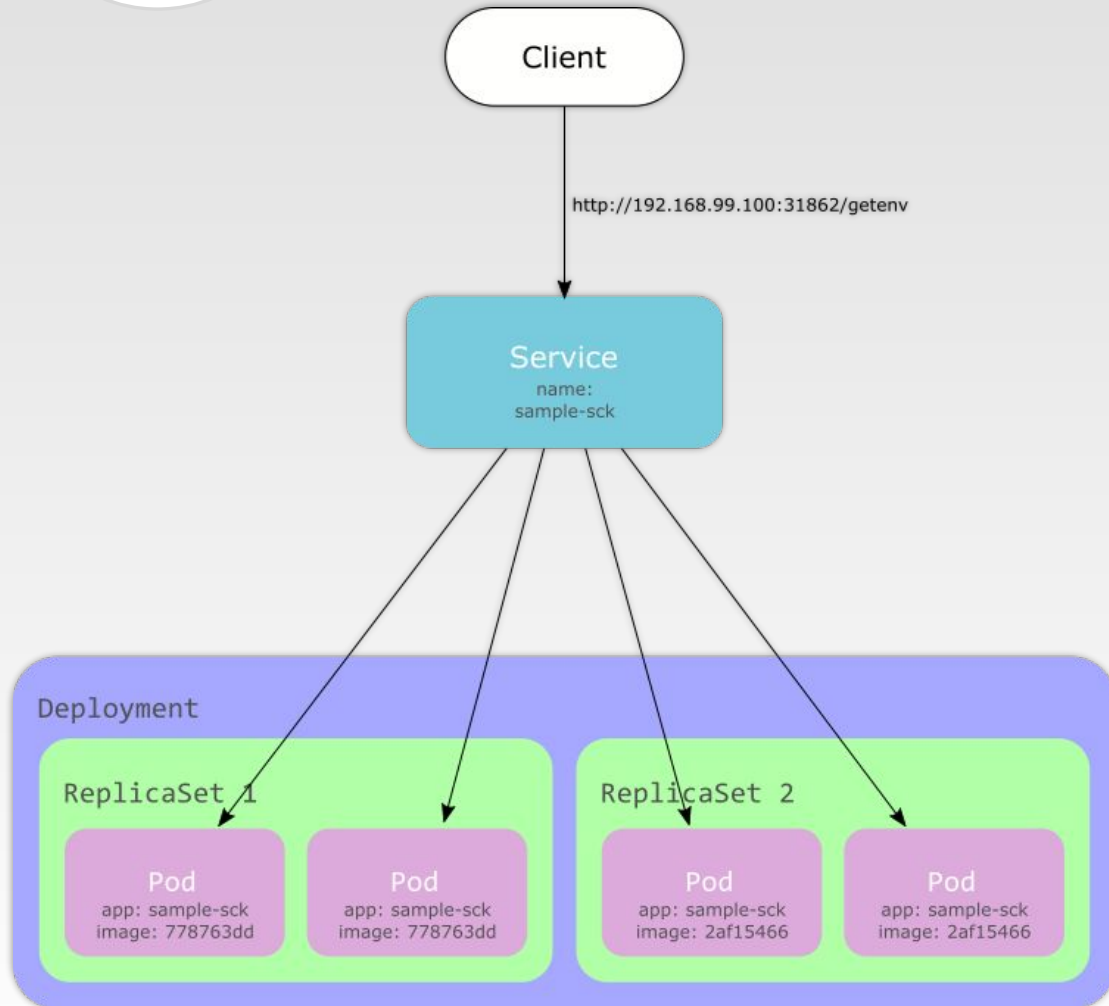 Client
http://192.168.99.100:31862/getenv
Service
name:
sample-sck
Deployment
ReplicaSet 1
Pod
app: sample-sck
image: 778763dd
Pod
app: sample-sck
image: 778763dd
ReplicaSet 2
Pod
app: sample-sck
image: 2af15466
Pod
app: sample-sck
image: 2af15466